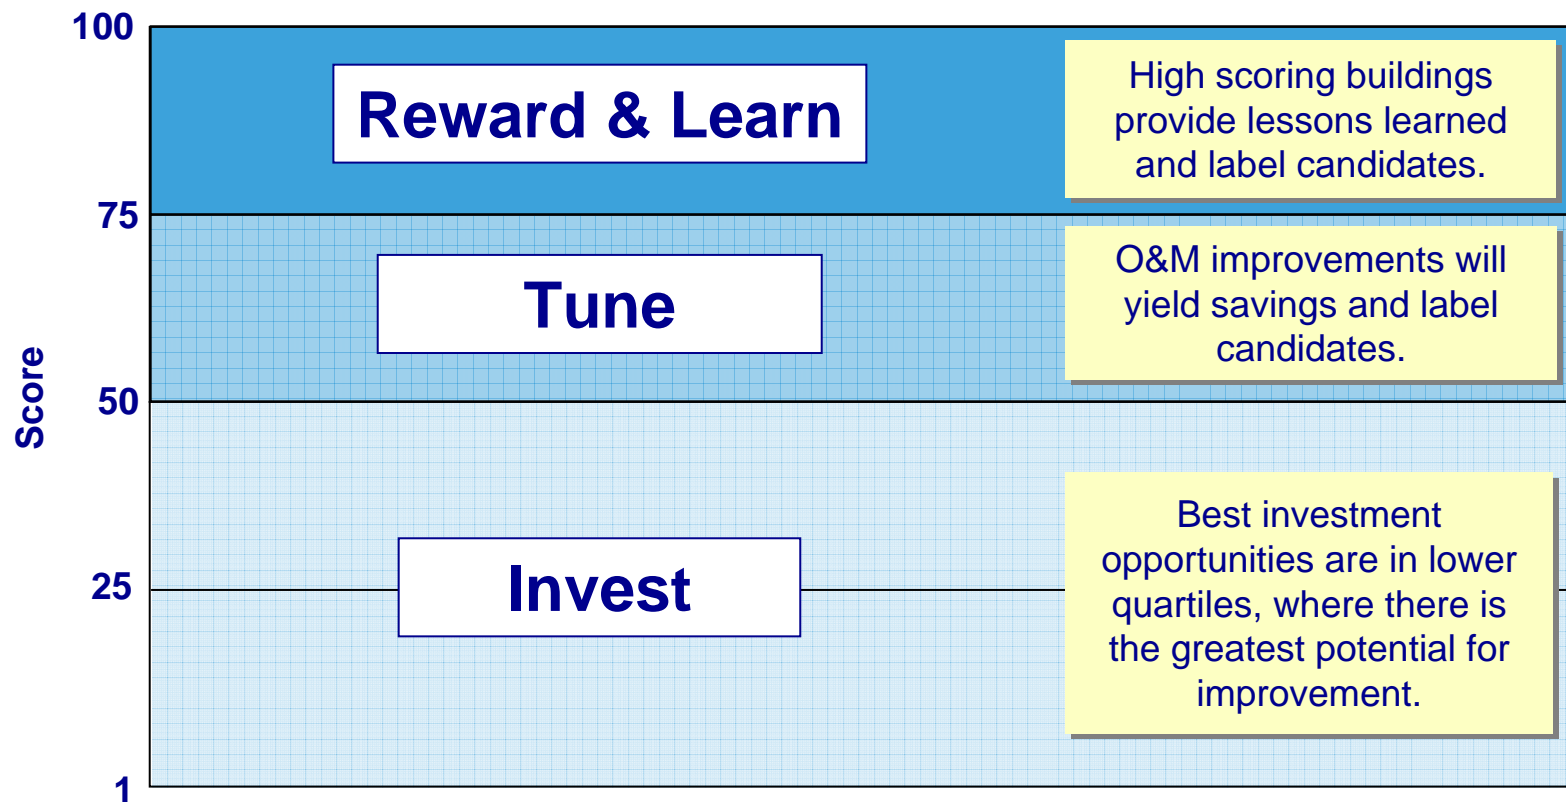 100
Reward & Learn
High scoring buildings
provide lessons learned
and label candidates.
75
Tune
O&M improvements will
yield savings and label
candidates.
Score
50
Invest
Best investment
opportunities are in lower
quartiles, where there is
the greatest potential for
improvement.
25
1